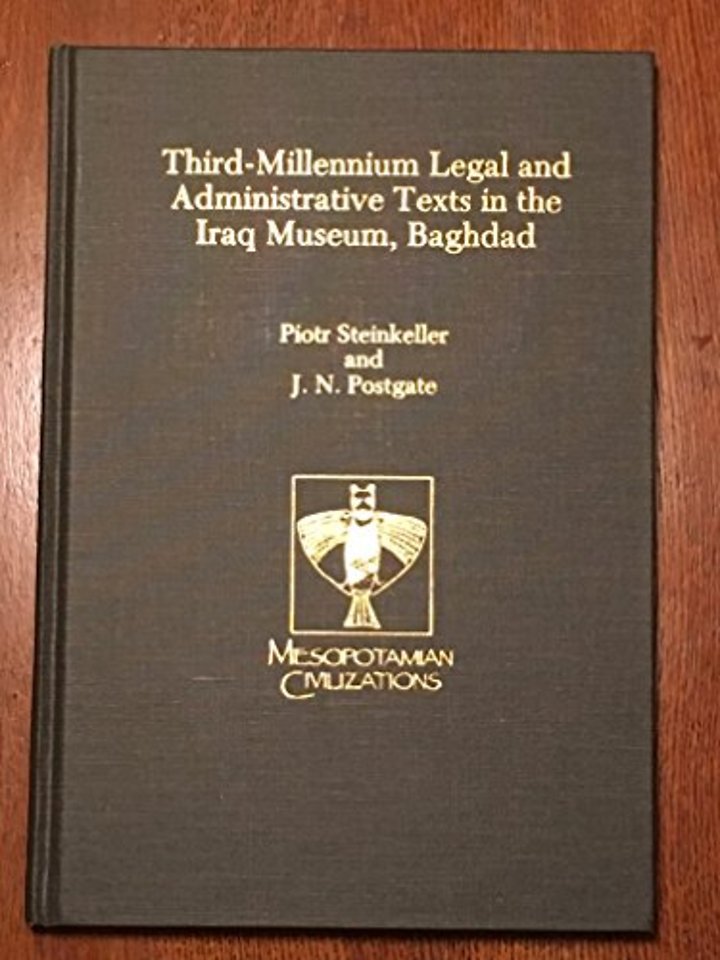 Third-Millennium Legal and
Administrative Texts in the
Iraq Museum, Baghdad
Piotr Steinkeller
and
J. N. Postgate
MESOPOTAMIAN
CIVILIZATIONS